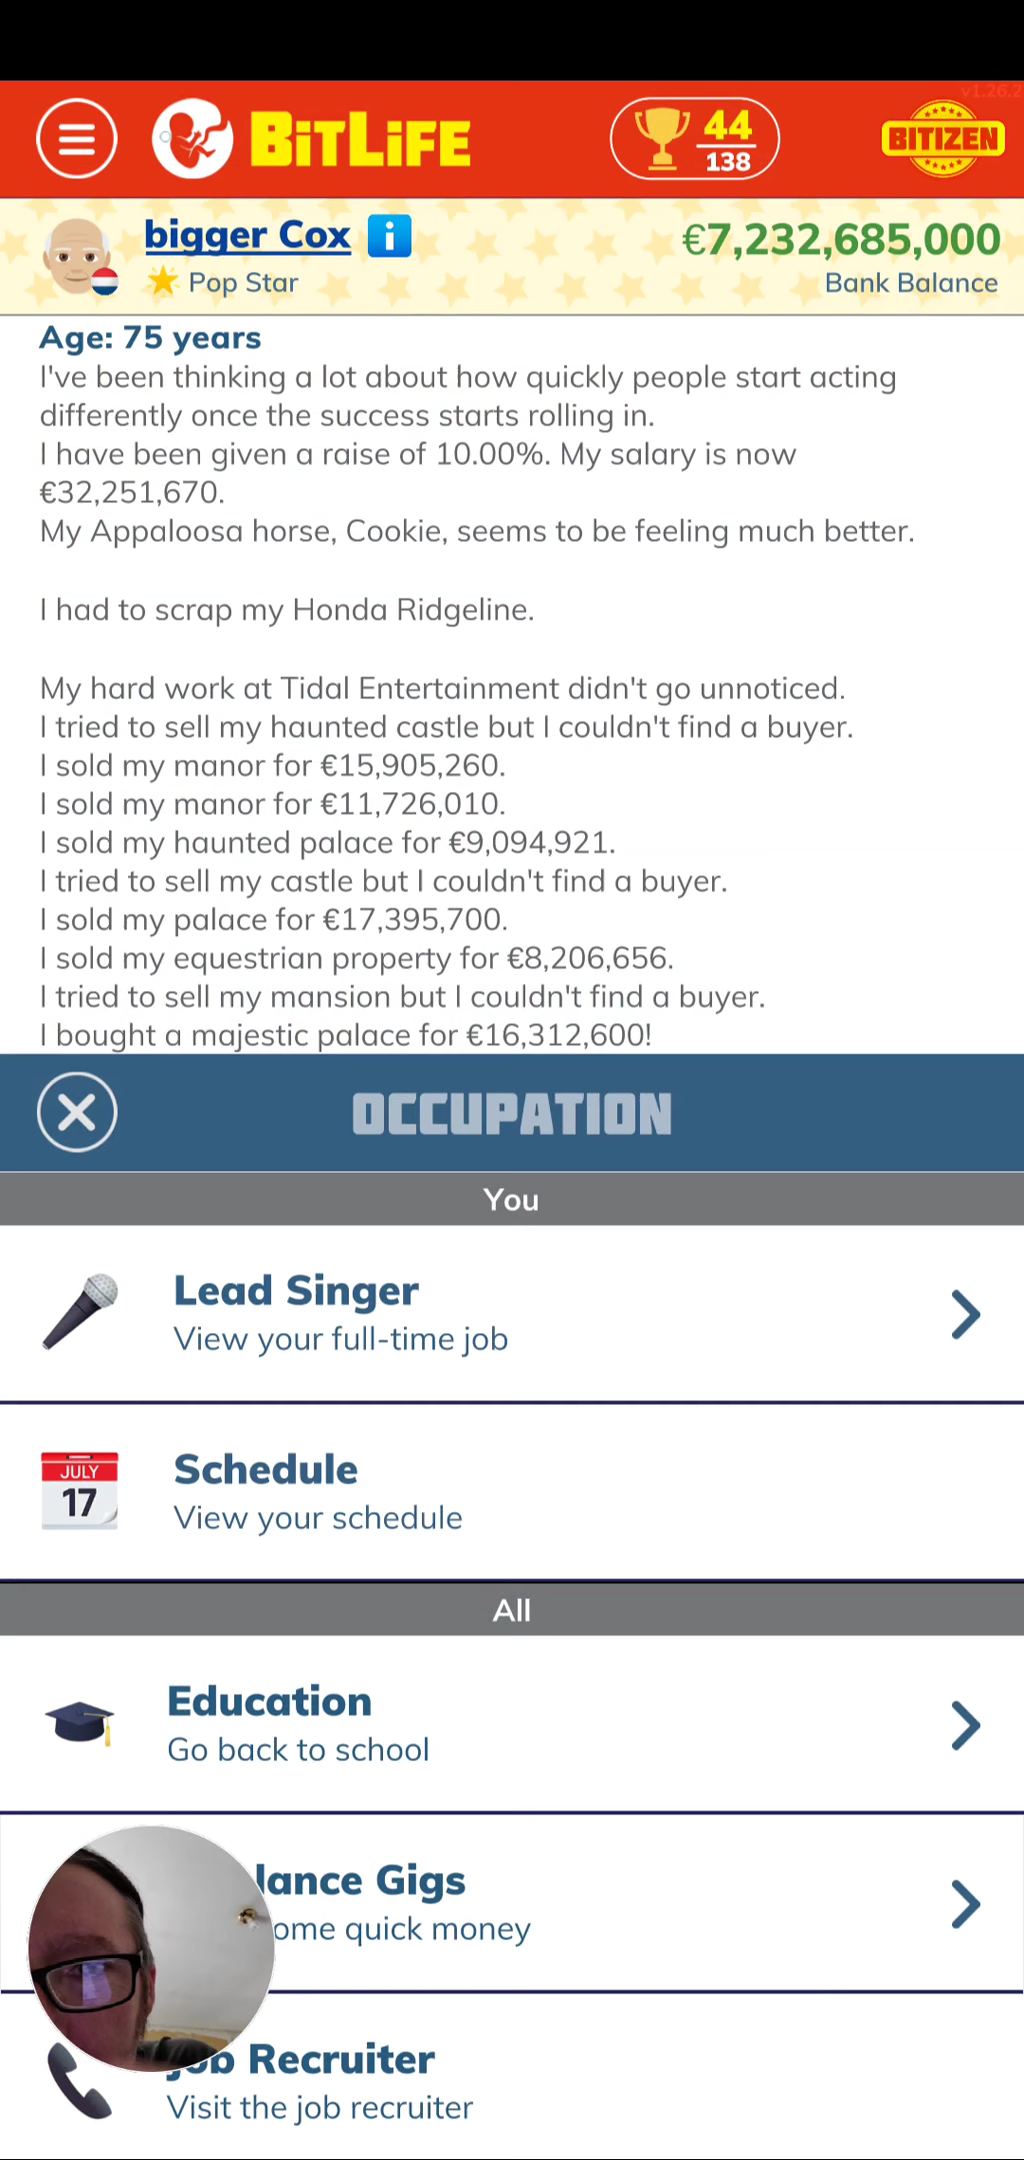 v1.26.2
BITLIFE
44
138
BITIZEN
bigger Cox
€7,232,685,000
Pop Star
Bank Balance
Age: 75 years
I've been thinking a lot about how quickly people start acting
differently once the success starts rolling in.
I have been given a raise of 10.00%. My salary is now
€32,251,670.
My Appaloosa horse, Cookie, seems to be feeling much better.
I had to scrap my Honda Ridgeline.
My hard work at Tidal Entertainment didn't go unnoticed.
I tried to sell my haunted castle but I couldn't find a buyer.
I sold my manor for €15,905,260.
I sold my manor for €11,726,010.
I sold my haunted palace for €9,094,921.
I tried to sell my castle but I couldn't find a buyer.
I sold my palace for €17,395,700.
I sold my equestrian property for €8,206,656.
I tried to sell my mansion but I couldn't find a buyer.
I bought a majestic palace for €16,312,600!
OCCUPATION
You
Lead Singer
View your full-time job
JULY
17
Schedule
View your schedule
All
Education
Go back to school
lance Gigs
ome quick money
Job Recruiter
Visit the job recruiter